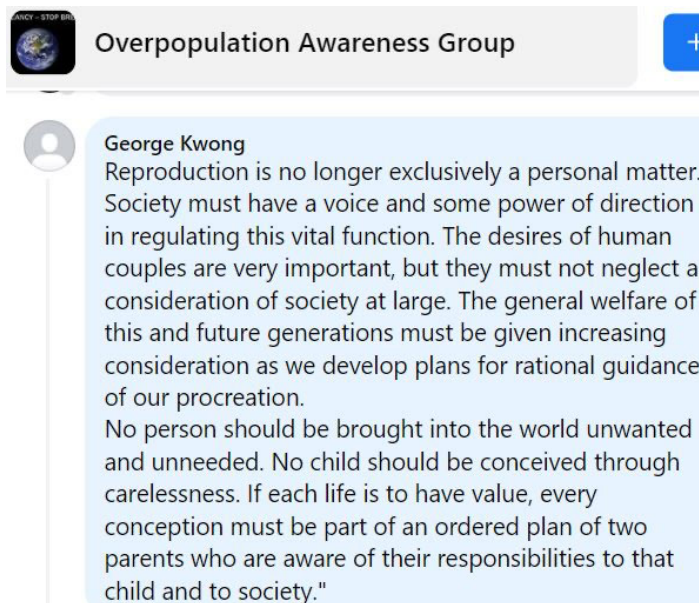 ANCY – STOP BRE
Overpopulation Awareness Group
+
George Kwong
Reproduction is no longer exclusively a personal matter.
Society must have a voice and some power of direction
in regulating this vital function. The desires of human
couples are very important, but they must not neglect a
consideration of society at large. The general welfare of
this and future generations must be given increasing
consideration as we develop plans for rational guidance
of our procreation.
No person should be brought into the world unwanted
and unneeded. No child should be conceived through
carelessness. If each life is to have value, every
conception must be part of an ordered plan of two
parents who are aware of their responsibilities to that
child and to society."